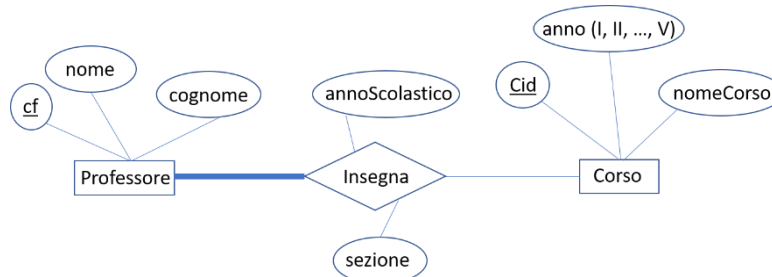 anno (I, II, ..., V)
nome
cognome
annoScolastico
Cid
nomeCorso
cf
Professore
Insegna
Corso
sezione